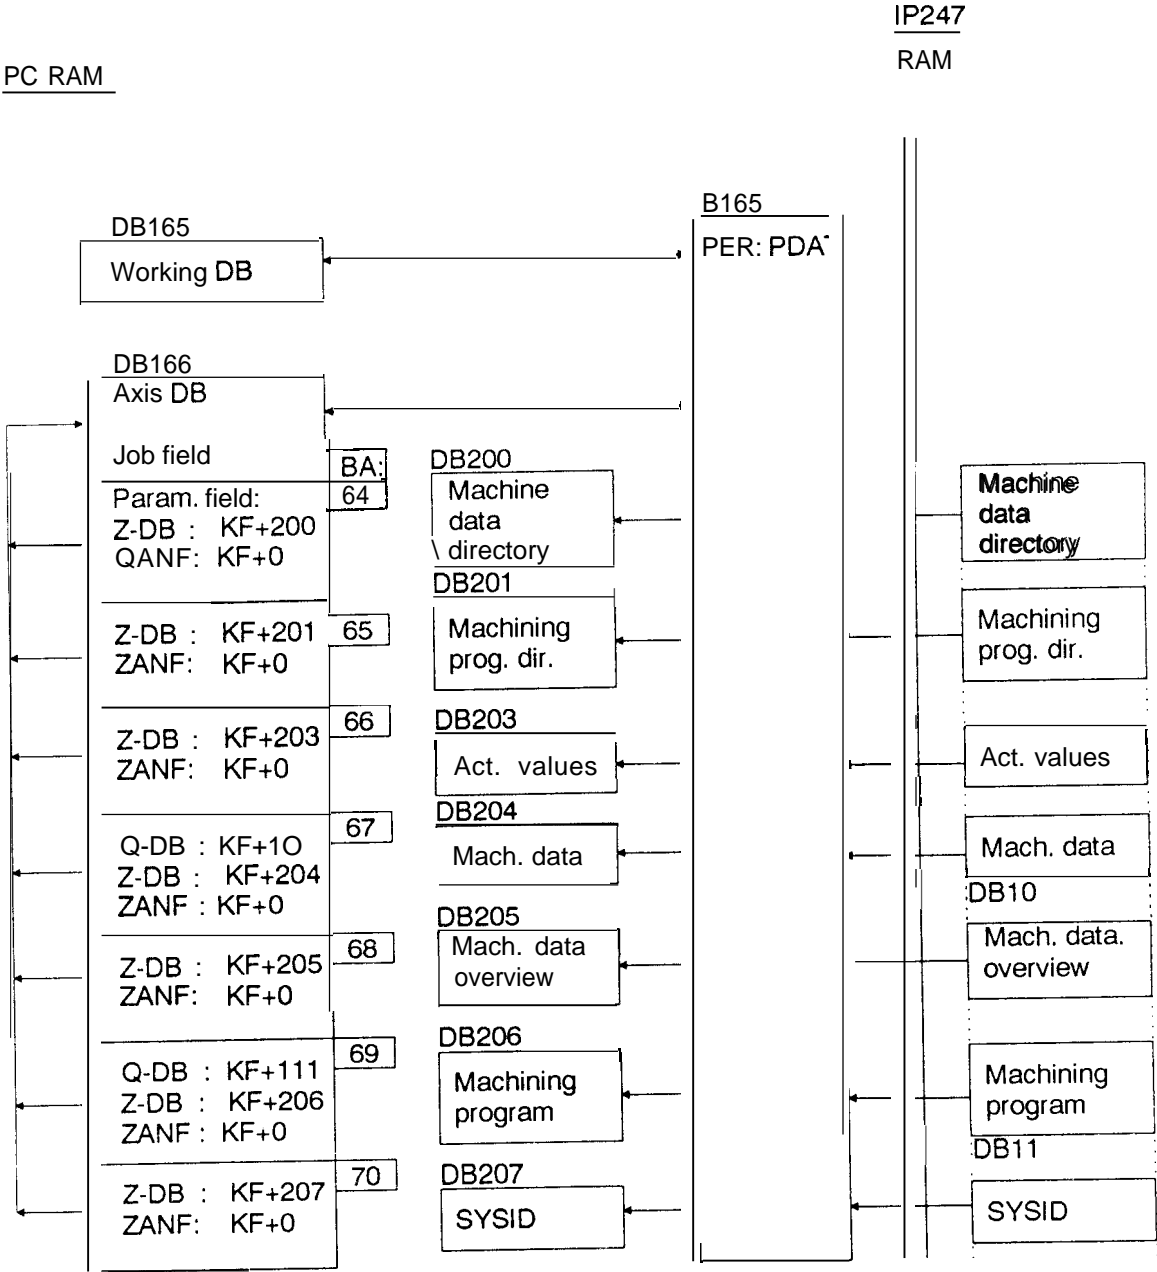 IP247
RAM
PC RAM
B165
PER: PDAT
DB165
Working DB
DB166
Axis DB
Job field
BA:
Param. field:
64
Z-DB : KF+200
QANF: KF+0
Z-DB : KF+201
65
ZANF: KF+0
66
Z-DB : KF+203
ZANF: KF+0
67
Q-DB : KF+1O
Z-DB : KF+204
ZANF : KF+0
68
Z-DB : KF+205
ZANF: KF+0
69
Q-DB : KF+111
Z-DB : KF+206
ZANF : KF+0
70
Z-DB : KF+207
ZANF: KF+0
DB200
Machine
data
\ directory
DB201
Machining
prog. dir.
DB203
Act. values
DB204
Mach. data
DB205
Mach. data
overview
DB206
Machining
program
DB207
SYSID
Machine
data
directory
Machining
prog. dir.
Act. values
Mach. data
DB10
Mach. data.
overview
Machining
program
DB11
SYSID